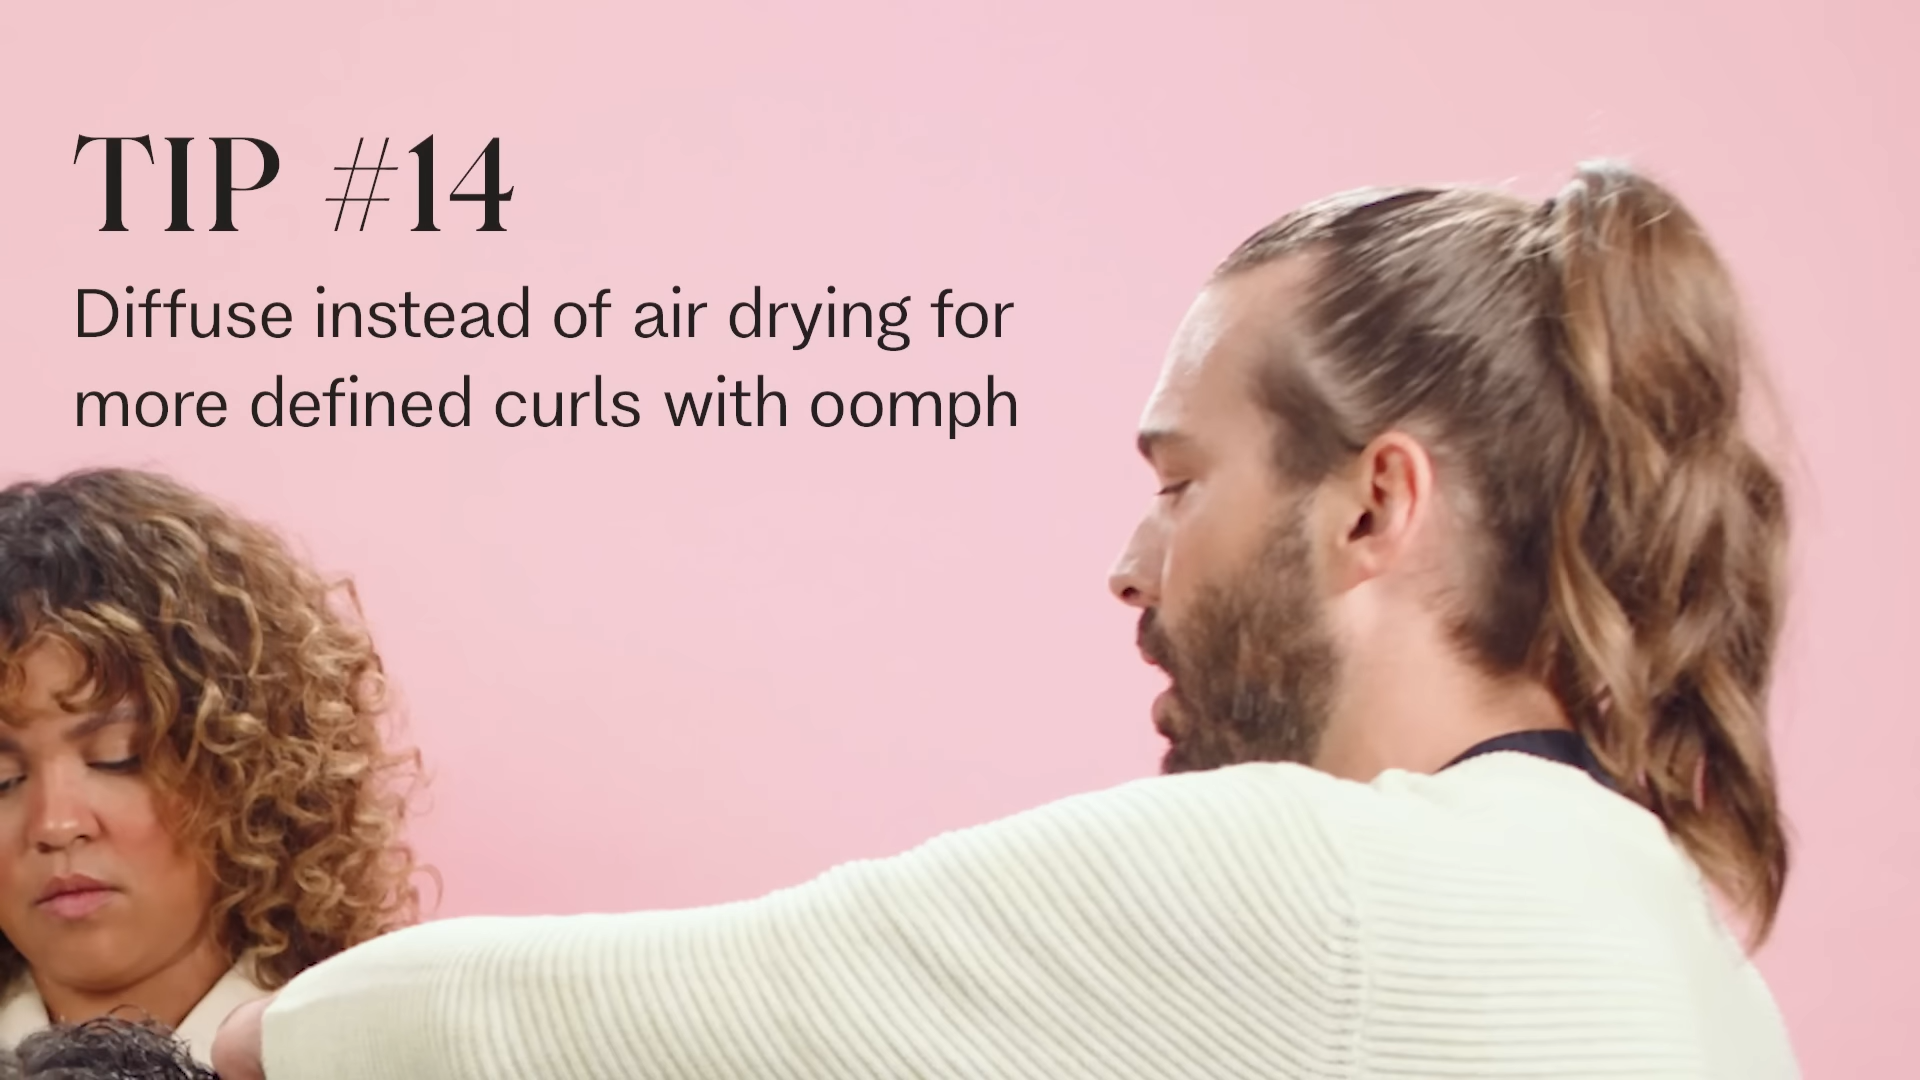 TIP #14
Diffuse instead of air drying for
more defined curls with oomph